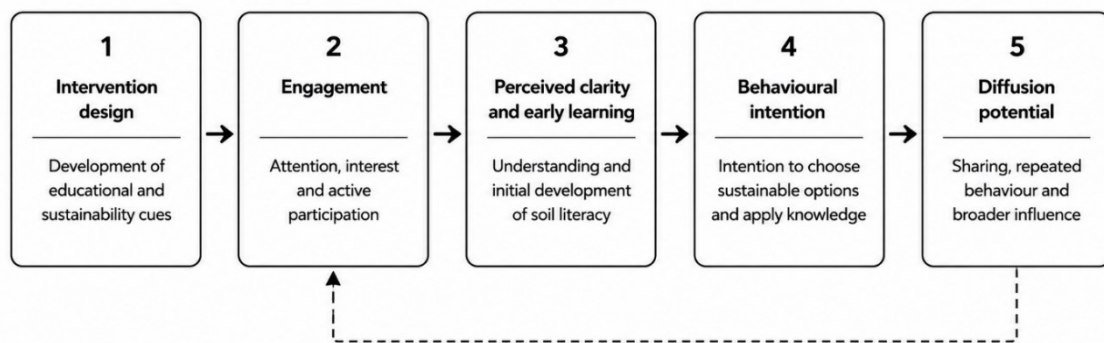 1
Intervention
design
Development of
educational and
sustainability cues
2
Engagement
Attention, interest
and active
participation
3
Perceived clarity
and early learning
Understanding and
initial development
of soil literacy
4
Behavioural
intention
Intention to choose
sustainable options
and apply knowledge
5
Diffusion
potential
Sharing, repeated
behaviour and
broader influence